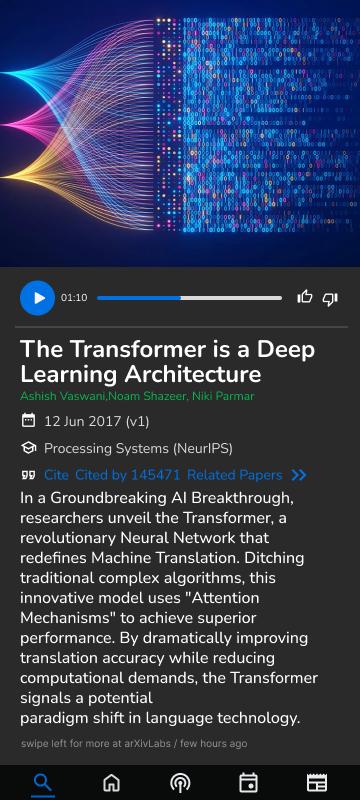 01:10
The Transformer is a Deep
Learning Architecture
Ashish Vaswani,Noam Shazeer, Niki Parmar
12 Jun 2017 (v1)
Processing Systems (NeurIPS)
Cite Cited by 145471 Related Papers
In a Groundbreaking AI Breakthrough,
researchers unveil the Transformer, a
revolutionary Neural Network that
redefines Machine Translation. Ditching
traditional complex algorithms, this
innovative model uses "Attention
Mechanisms" to achieve superior
performance. By dramatically improving
translation accuracy while reducing
computational demands, the Transformer
signals a potential
paradigm shift in language technology.
swipe left for more at arXivLabs / few hours ago